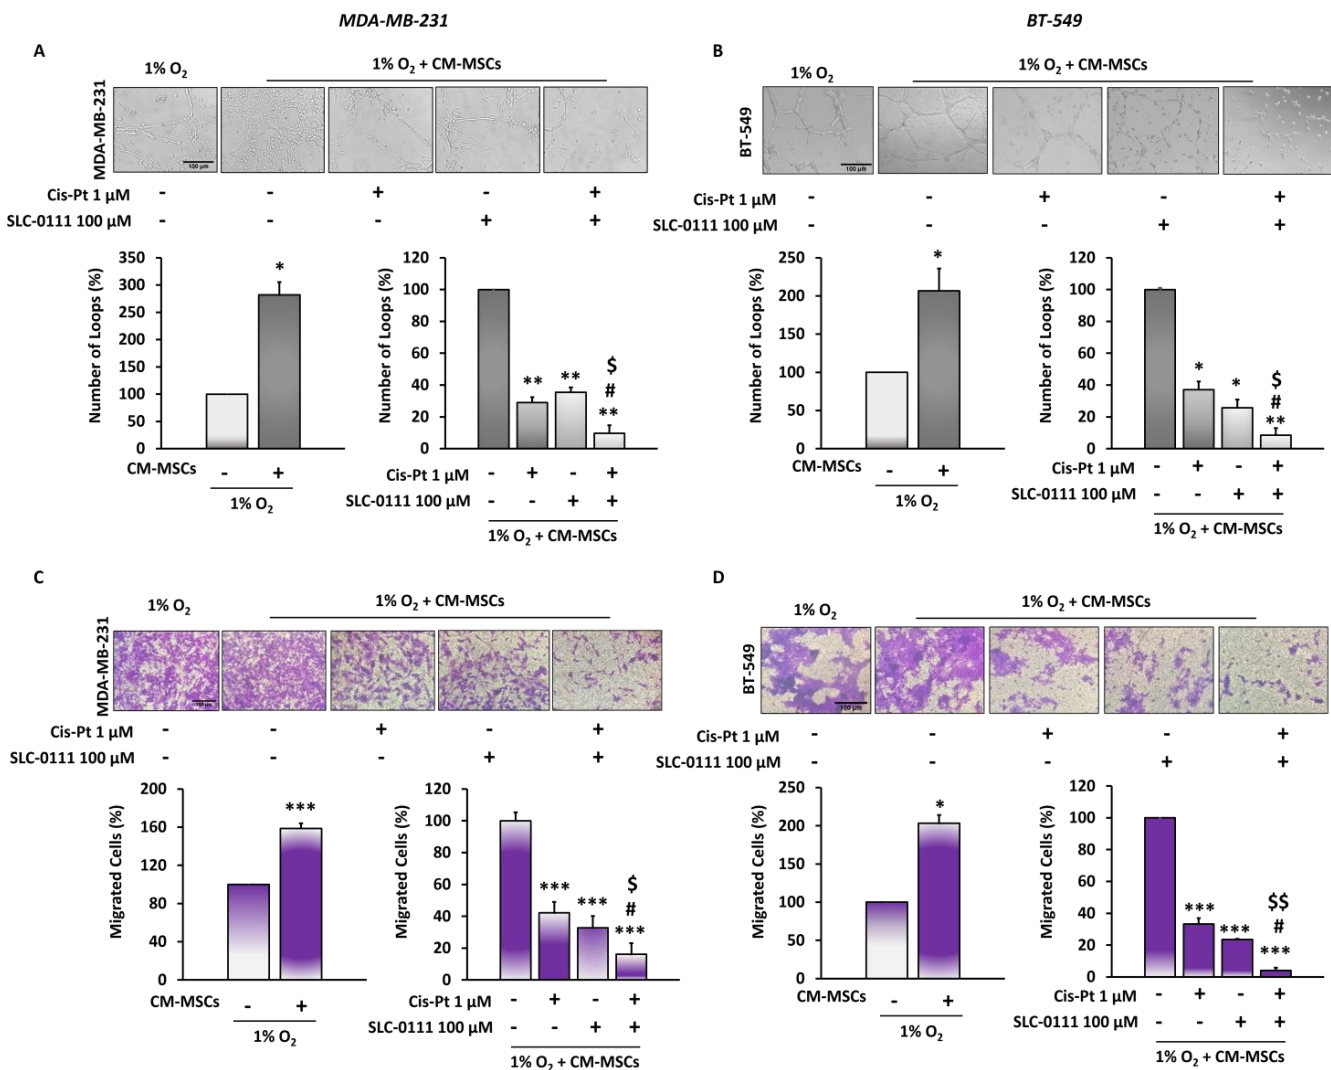 MDA-MB-231
BT-549
A
1% O2
1% O2 + CM-MSCs
MDA-MB-231
100 µm
Cis-Pt 1 µM - - + - +
SLC-0111 100 µM - - - + +
Number of Loops (%)
350
300
250
200
150
100
50
0
*
CM-MSCs - +
1% O2
Number of Loops (%)
120
100
80
60
40
20
0
**
**
$
#
**
Cis-Pt 1 µM - + - +
SLC-0111 100 µM - - + +
1% O2 + CM-MSCs
B
1% O2
1% O2 + CM-MSCs
BT-549
100 µm
Cis-Pt 1 µM - - + - +
SLC-0111 100 µM - - - + +
Number of Loops (%)
250
200
150
100
50
0
*
CM-MSCs - +
1% O2
Number of Loops (%)
120
100
80
60
40
20
0
*
*
$
#
**
Cis-Pt 1 µM - + - +
SLC-0111 100 µM - - + +
1% O2 + CM-MSCs
C
1% O2
1% O2 + CM-MSCs
MDA-MB-231
Cis-Pt 1 µM - - + - +
SLC-0111 100 µM - - - + +
Migrated Cells (%)
200
160
120
80
40
0
***
CM-MSCs - +
1% O2
Migrated Cells (%)
120
100
80
60
40
20
0
***
***
$
#
***
Cis-Pt 1 µM - + - +
SLC-0111 100 µM - - + +
1% O2 + CM-MSCs
D
1% O2
1% O2 + CM-MSCs
BT-549
100 µm
Cis-Pt 1 µM - - + - +
SLC-0111 100 µM - - - + +
Migrated Cells (%)
250
200
150
100
50
0
*
CM-MSCs - +
1% O2
Migrated Cells (%)
120
100
80
60
40
20
0
***
***
$$
#
***
Cis-Pt 1 µM - + - +
SLC-0111 100 µM - - + +
1% O2 + CM-MSCs